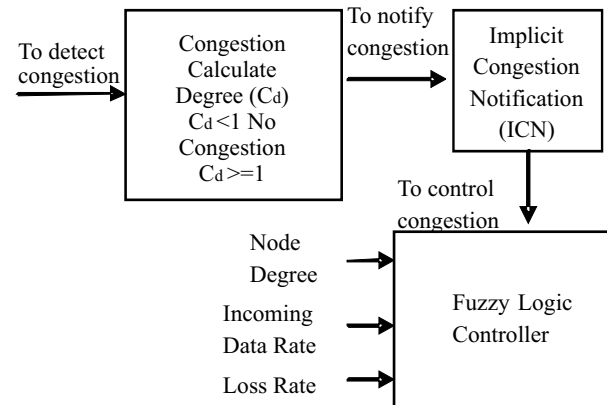 To detect
congestion
Congestion
Calculate
Degree (Cd)
Cd <1 No
Congestion
Cd >=1
To notify
congestion
Implicit
Congestion
Notification
(ICN)
To control
congestion
Node
Degree
Incoming
Data Rate
Loss Rate
Fuzzy Logic
Controller